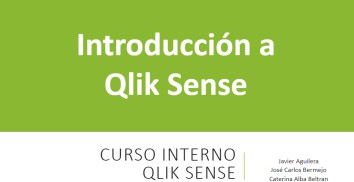 Introducción a
Qlik Sense
CURSO INTERNO
QLIK SENSE
Javier Aguilera
José Carlos Bermejo
Caterina Alba Beltran